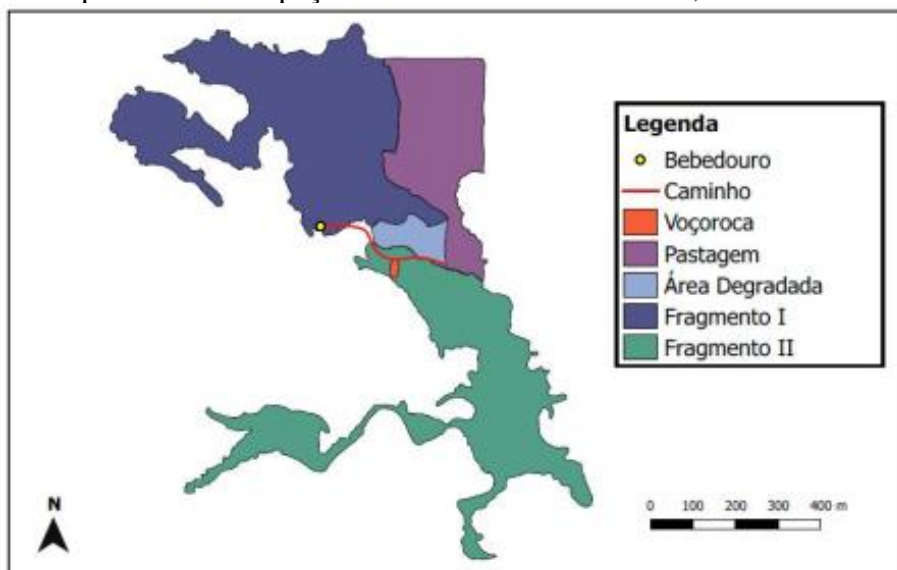 Legenda
Bebedouro
Caminho
Voçoroca
Pastagem
Área Degradada
Fragmento I
Fragmento II
N
0 100 200 300 400 m